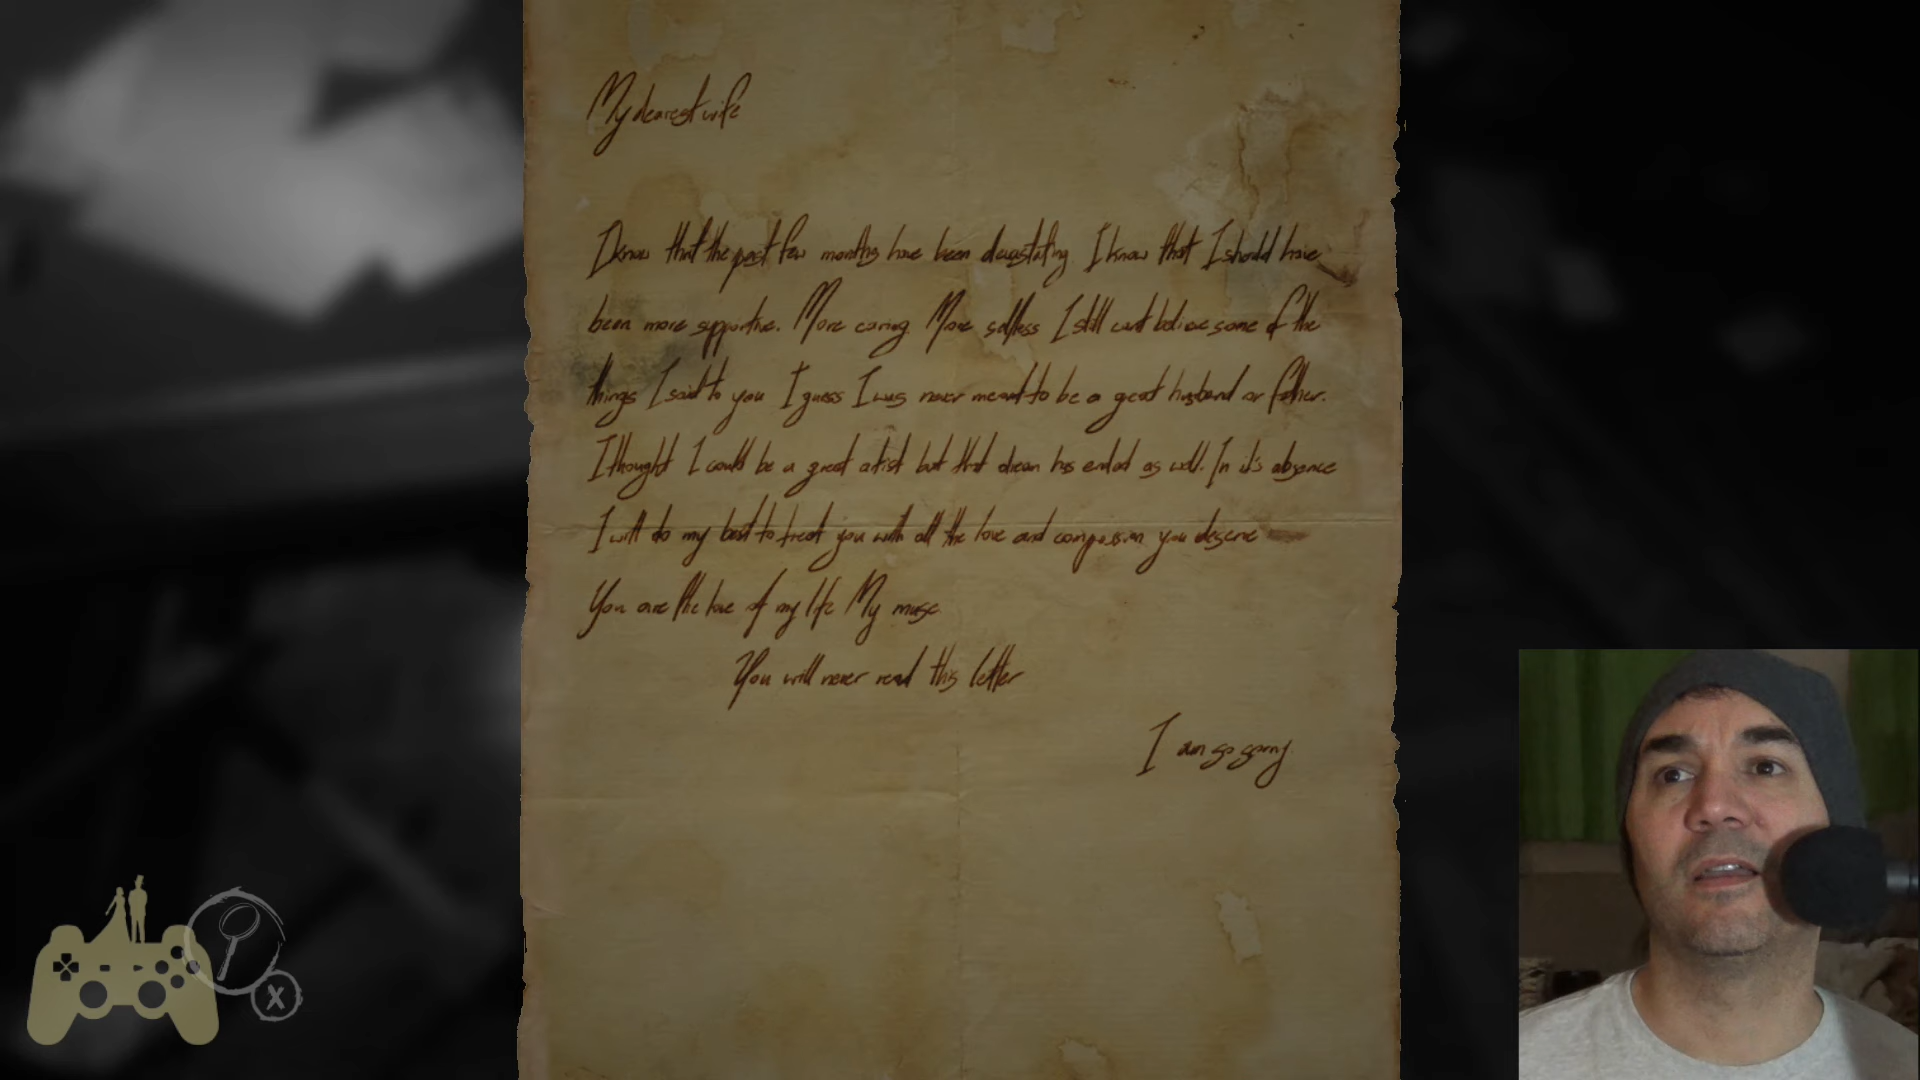 My dearest wife
I know that the past few months have been devastating. I know that I should have
been more supportive. More caring. More selfless. I still can't believe some of the
things I said to you. I guess I was never meant to be a great husband or father.
I thought I could be a great artist but that dream has ended as well. In it's absence
I will do my best to treat you with all the love and compassion you deserve
You are the love of my life. My muse.
You will never read this letter
I am so sorry.
X